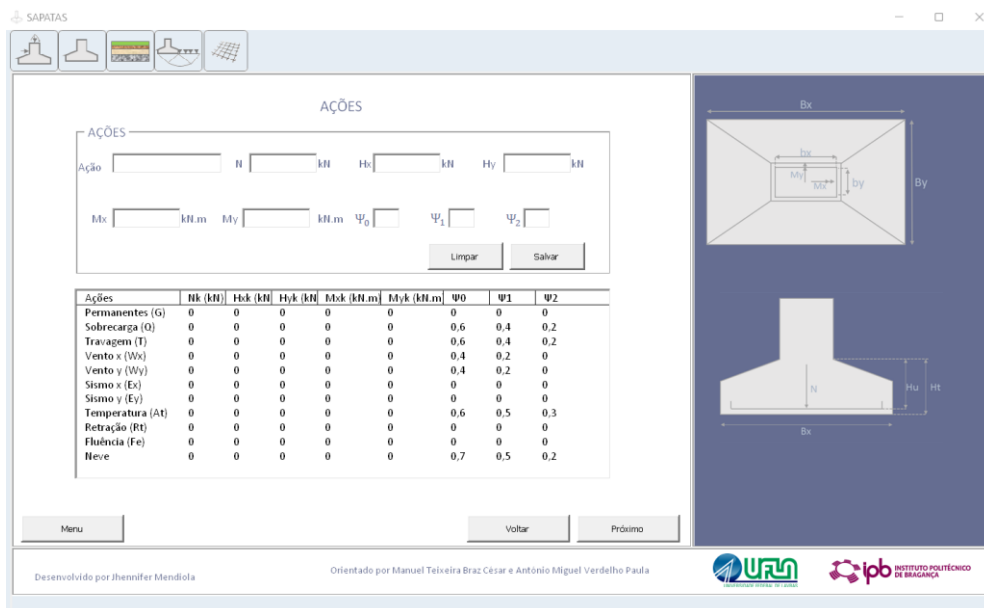 SAPATAS
AÇÕES
AÇÕES
Ação N kN Hx kN Hy kN
Mx kN.m My kN.m Ψ0 Ψ1 Ψ2
Limpar Salvar
Ações Nk (kN) Hxk (kN Hyk (kN Mxk (kN.m) Myk (kN.m Ψ0 Ψ1 Ψ2
Permanentes (G) 0 0 0 0 0 0 0 0
Sobrecarga (Q) 0 0 0 0 0 0,6 0,4 0,2
Travagem (T) 0 0 0 0 0 0,6 0,4 0,2
Vento x (Wx) 0 0 0 0 0 0,4 0,2 0
Vento y (Wy) 0 0 0 0 0 0,4 0,2 0
Sismo x (Ex) 0 0 0 0 0 0 0 0
Sismo y (Ey) 0 0 0 0 0 0 0 0
Temperatura (At) 0 0 0 0 0 0,6 0,5 0,3
Retração (Rt) 0 0 0 0 0 0 0 0
Fluência (Fe) 0 0 0 0 0 0 0 0
Neve 0 0 0 0 0 0,7 0,5 0,2
Menu Voltar Próximo
Bx
bx
My
Mx by By
N Hu Ht
Bx
Desenvolvido por Jhennifer Mendiola
Orientado por Manuel Teixeira Braz César e António Miguel Verdelho Paula
UFLA
UNIVERSIDADE FEDERAL DE LAVRAS
ipb INSTITUTO POLITÉCNICO
DE BRAGANÇA